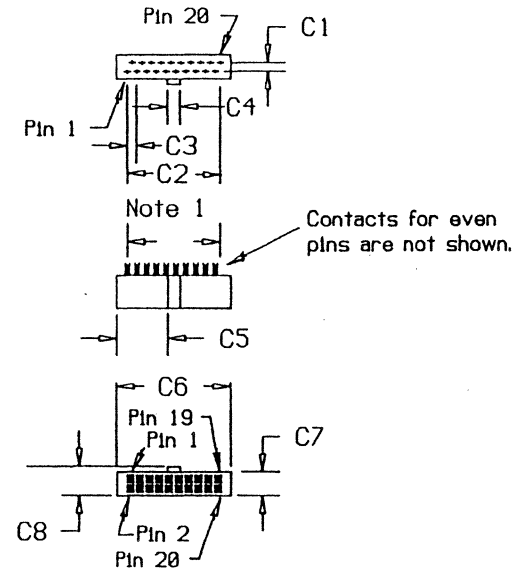 Pin 20
C1
C4
Pin 1
C3
C2
Note 1
Contacts for even
pins are not shown.
C5
C6
Pin 19
Pin 1
C7
C8
Pin 2
Pin 20